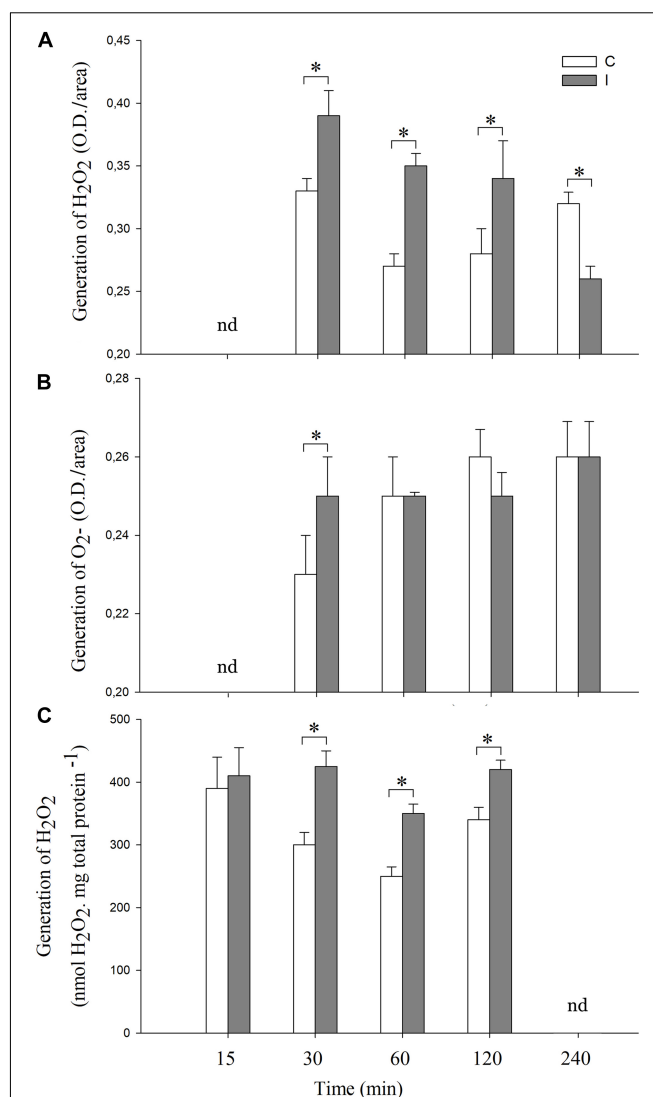 A
Generation of H2O2 (O.D./area)
0,45
0,40
0,35
0,30
0,25
0,20
nd
*
*
*
*
C
I
B
Generation of O2- (O.D./area)
0,28
0,26
0,24
0,22
0,20
nd
*
C
Generation of H2O2
(nmol H2O2. mg total protein -1)
500
400
300
200
100
0
*
*
*
nd
15 30 60 120 240
Time (min)